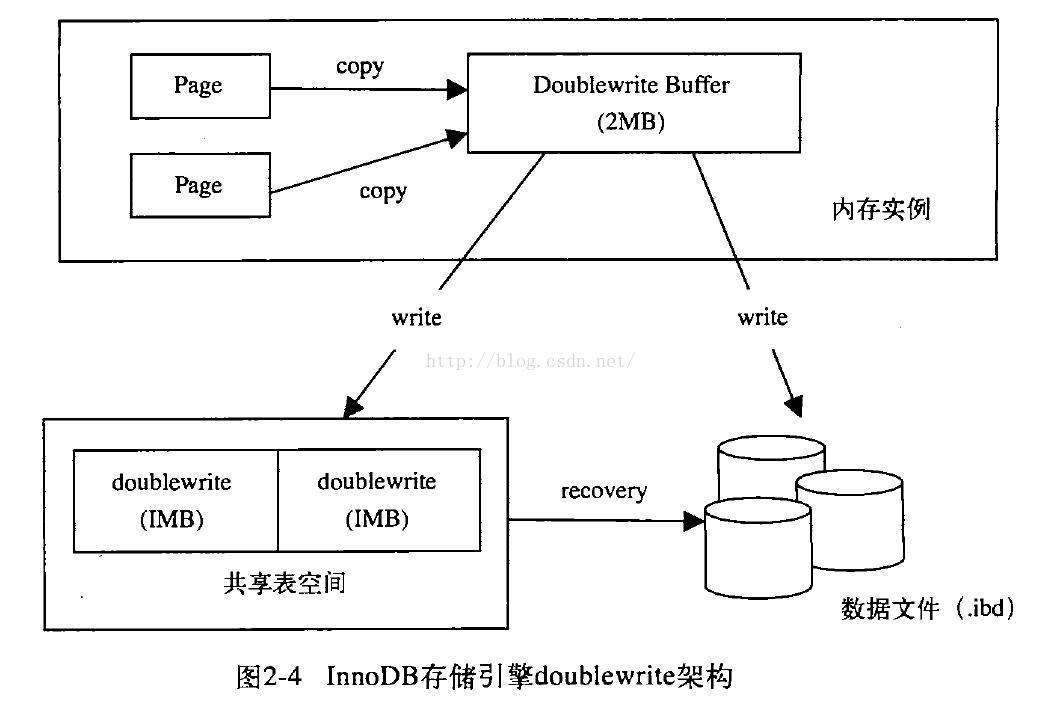 Page
copy
Doublewrite Buffer
(2MB)
Page
copy
内存实例
write
write
http://blog.csdn.net/
doublewrite
(IMB)
doublewrite
(IMB)
共享表空间
recovery
数据文件（.ibd）
图2-4 InnoDB存储引擎doublewrite架构